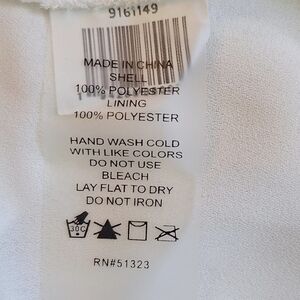 9161149
MADE IN CHINA
SHELL
100% POLYESTER
LINING
100% POLYESTER
HAND WASH COLD
WITH LIKE COLORS
DO NOT USE
BLEACH
LAY FLAT TO DRY
DO NOT IRON
30C
RN#51323